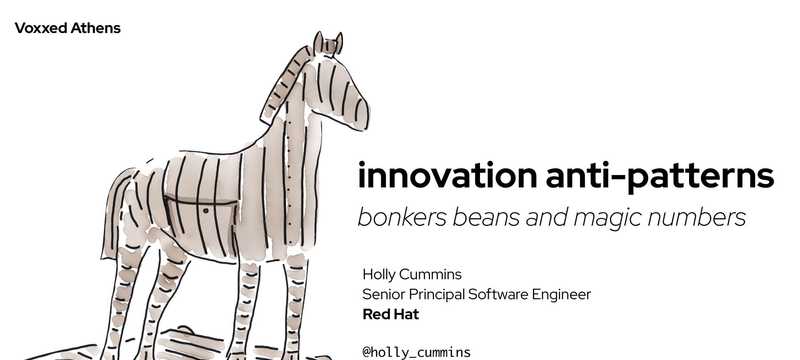 Voxxed Athens
innovation anti-patterns
bonkers beans and magic numbers
Holly Cummins
Senior Principal Software Engineer
Red Hat
@holly_cummins